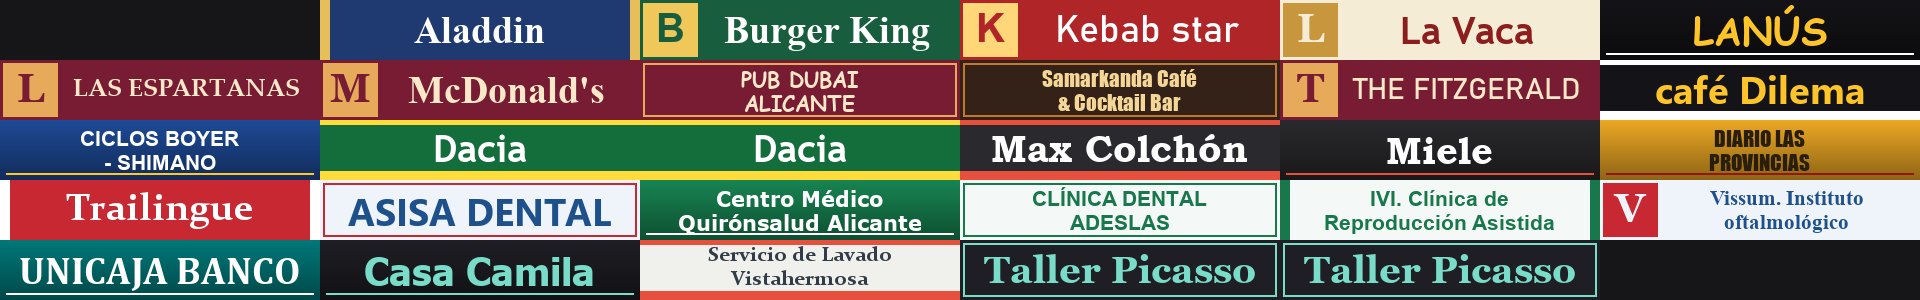 Aladdin
B Burger King
K Kebab star
L La Vaca
LANÚS
L LAS ESPARTANAS
M McDonald's
PUB DUBAI
ALICANTE
Samarkanda Café
& Cocktail Bar
T THE FITZGERALD
café Dilema
CICLOS BOYER
- SHIMANO
Dacia
Dacia
Max Colchón
Miele
DIARIO LAS
PROVINCIAS
Trailingue
ASISA DENTAL
Centro Médico
Quirónsalud Alicante
CLÍNICA DENTAL
ADESLAS
IVI. Clínica de
Reproducción Asistida
V Vissum. Instituto
oftalmológico
UNICAJA BANCO
Casa Camila
Servicio de Lavado
Vistahermosa
Taller Picasso
Taller Picasso